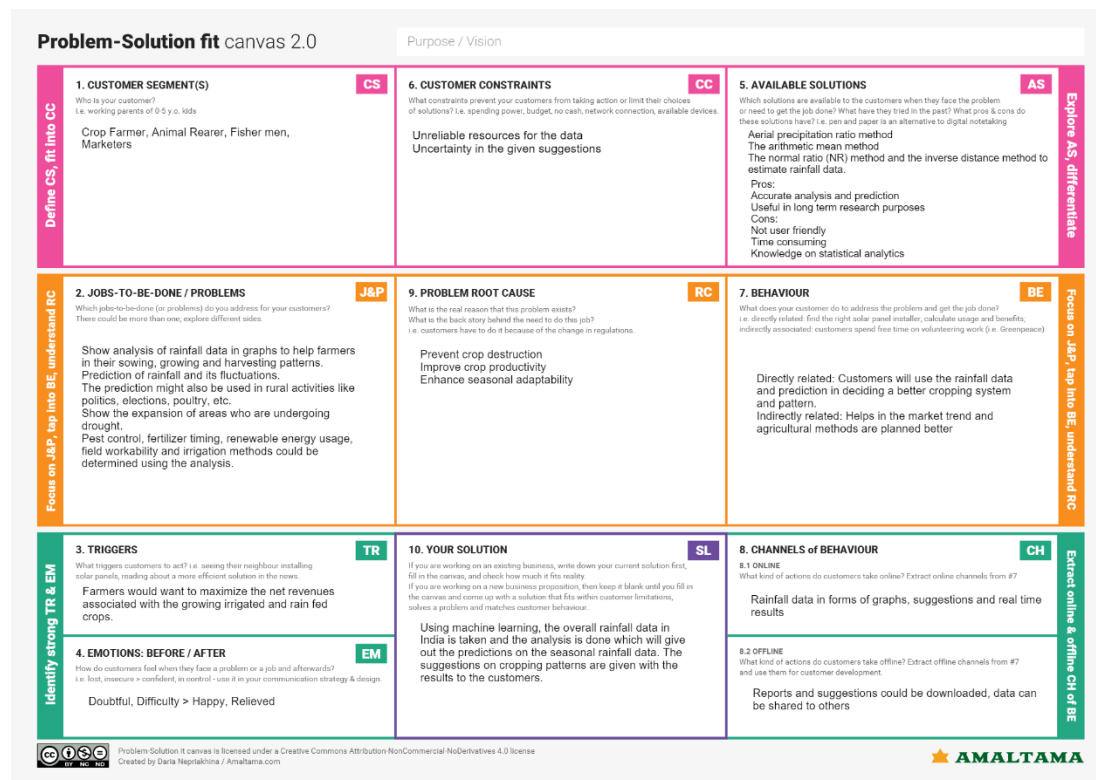 Problem-Solution fit canvas 2.0
Purpose / Vision
Define CS, fit into CC
1. CUSTOMER SEGMENT(S)
CS
Who is your customer?
i.e. working parents of 0-5 y.o. kids
Crop Farmer, Animal Rearer, Fisher men,
Marketers
6. CUSTOMER CONSTRAINTS
CC
What constraints prevent your customers from taking action or limit their choices
of solutions? i.e. spending power, budget, no cash, network connection, available devices.
Unreliable resources for the data
Uncertainty in the given suggestions
5. AVAILABLE SOLUTIONS
AS
Which solutions are available to the customers when they face the problem
or need to get the job done? What have they tried in the past? What pros & cons do
these solutions have? i.e. pen and paper is an alternative to digital notetaking
Aerial precipitation ratio method
The arithmetic mean method
The normal ratio (NR) method and the inverse distance method to
estimate rainfall data.
Pros:
Accurate analysis and prediction
Useful in long term research purposes
Cons:
Not user friendly
Time consuming
Knowledge on statistical analytics
Explore AS, differentiate
Focus on J&P, tap into BE, understand RC
2. JOBS-TO-BE-DONE / PROBLEMS
J&P
Which jobs-to-be-done (or problems) do you address for your customers?
There could be more than one; explore different sides.
Show analysis of rainfall data in graphs to help farmers
in their sowing, growing and harvesting patterns.
Prediction of rainfall and its fluctuations.
The prediction might also be used in rural activities like
politics, elections, poultry, etc.
Show the expansion of areas who are undergoing
drought.
Pest control, fertilizer timing, renewable energy usage,
field workability and irrigation methods could be
determined using the analysis.
9. PROBLEM ROOT CAUSE
RC
What is the real reason that this problem exists?
What is the back story behind the need to do this job?
i.e. customers have to do it because of the change in regulations.
Prevent crop destruction
Improve crop productivity
Enhance seasonal adaptability
7. BEHAVIOUR
BE
What does your customer do to address the problem and get the job done?
i.e. directly related: find the right solar panel installer, calculate usage and benefits;
indirectly associated: customers spend free time on volunteering work (i.e. Greenpeace)
Directly related: Customers will use the rainfall data
and prediction in deciding a better cropping system
and pattern.
Indirectly related: Helps in the market trend and
agricultural methods are planned better
Focus on J&P, tap into BE, understand RC
Identify strong TR & EM
3. TRIGGERS
TR
What triggers customers to act? i.e. seeing their neighbour installing
solar panels, reading about a more efficient solution in the news.
Farmers would want to maximize the net revenues
associated with the growing irrigated and rain fed
crops.
4. EMOTIONS: BEFORE / AFTER
EM
How do customers feel when they face a problem or a job and afterwards?
i.e. lost, insecure > confident, in control - use it in your communication strategy & design.
Doubtful, Difficulty > Happy, Relieved
10. YOUR SOLUTION
SL
If you are working on an existing business, write down your current solution first,
fill in the canvas, and check how much it fits reality.
If you are working on a new business proposition, then keep it blank until you fill in
the canvas and come up with a solution that fits within customer limitations,
solves a problem and matches customer behaviour.
Using machine learning, the overall rainfall data in
India is taken and the analysis is done which will give
out the predictions on the seasonal rainfall data. The
suggestions on cropping patterns are given with the
results to the customers.
8. CHANNELS of BEHAVIOUR
CH
8.1 ONLINE
What kind of actions do customers take online? Extract online channels from #7
Rainfall data in forms of graphs, suggestions and real time
results
8.2 OFFLINE
What kind of actions do customers take offline? Extract offline channels from #7
and use them for customer development.
Reports and suggestions could be downloaded, data can
be shared to others
Extract online & offline CH of BE
cc BY NC ND
Problem-Solution it canvas is licensed under a Creative Commons Attribution-NonCommercial-NoDerivatives 4.0 license
Created by Daria Nepriakhina / Amaltama.com
AMALTAMA